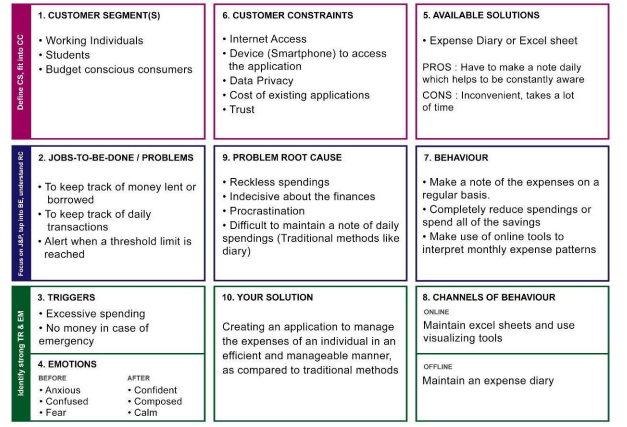 Define CS, fit into CC
1. CUSTOMER SEGMENT(S)
• Working Individuals
• Students
• Budget conscious consumers
6. CUSTOMER CONSTRAINTS
• Internet Access
• Device (Smartphone) to access
the application
• Data Privacy
• Cost of existing applications
• Trust
5. AVAILABLE SOLUTIONS
• Expense Diary or Excel sheet
PROS : Have to make a note daily
which helps to be constantly aware
CONS : Inconvenient, takes a lot
of time
Focus on J&P, tap into BE, understand RC
2. JOBS-TO-BE-DONE / PROBLEMS
• To keep track of money lent or
borrowed
• To keep track of daily
transactions
• Alert when a threshold limit is
reached
9. PROBLEM ROOT CAUSE
• Reckless spendings
• Indecisive about the finances
• Procrastination
• Difficult to maintain a note of daily
spendings (Traditional methods like
diary)
7. BEHAVIOUR
• Make a note of the expenses on a
regular basis.
• Completely reduce spendings or
spend all of the savings
• Make use of online tools to
interpret monthly expense patterns
Identify strong TR & EM
3. TRIGGERS
• Excessive spending
• No money in case of
emergency
4. EMOTIONS
BEFORE
• Anxious
• Confused
• Fear
AFTER
• Confident
• Composed
• Calm
10. YOUR SOLUTION
Creating an application to manage
the expenses of an individual in an
efficient and manageable manner,
as compared to traditional methods
8. CHANNELS OF BEHAVIOUR
ONLINE
Maintain excel sheets and use
visualizing tools
OFFLINE
Maintain an expense diary